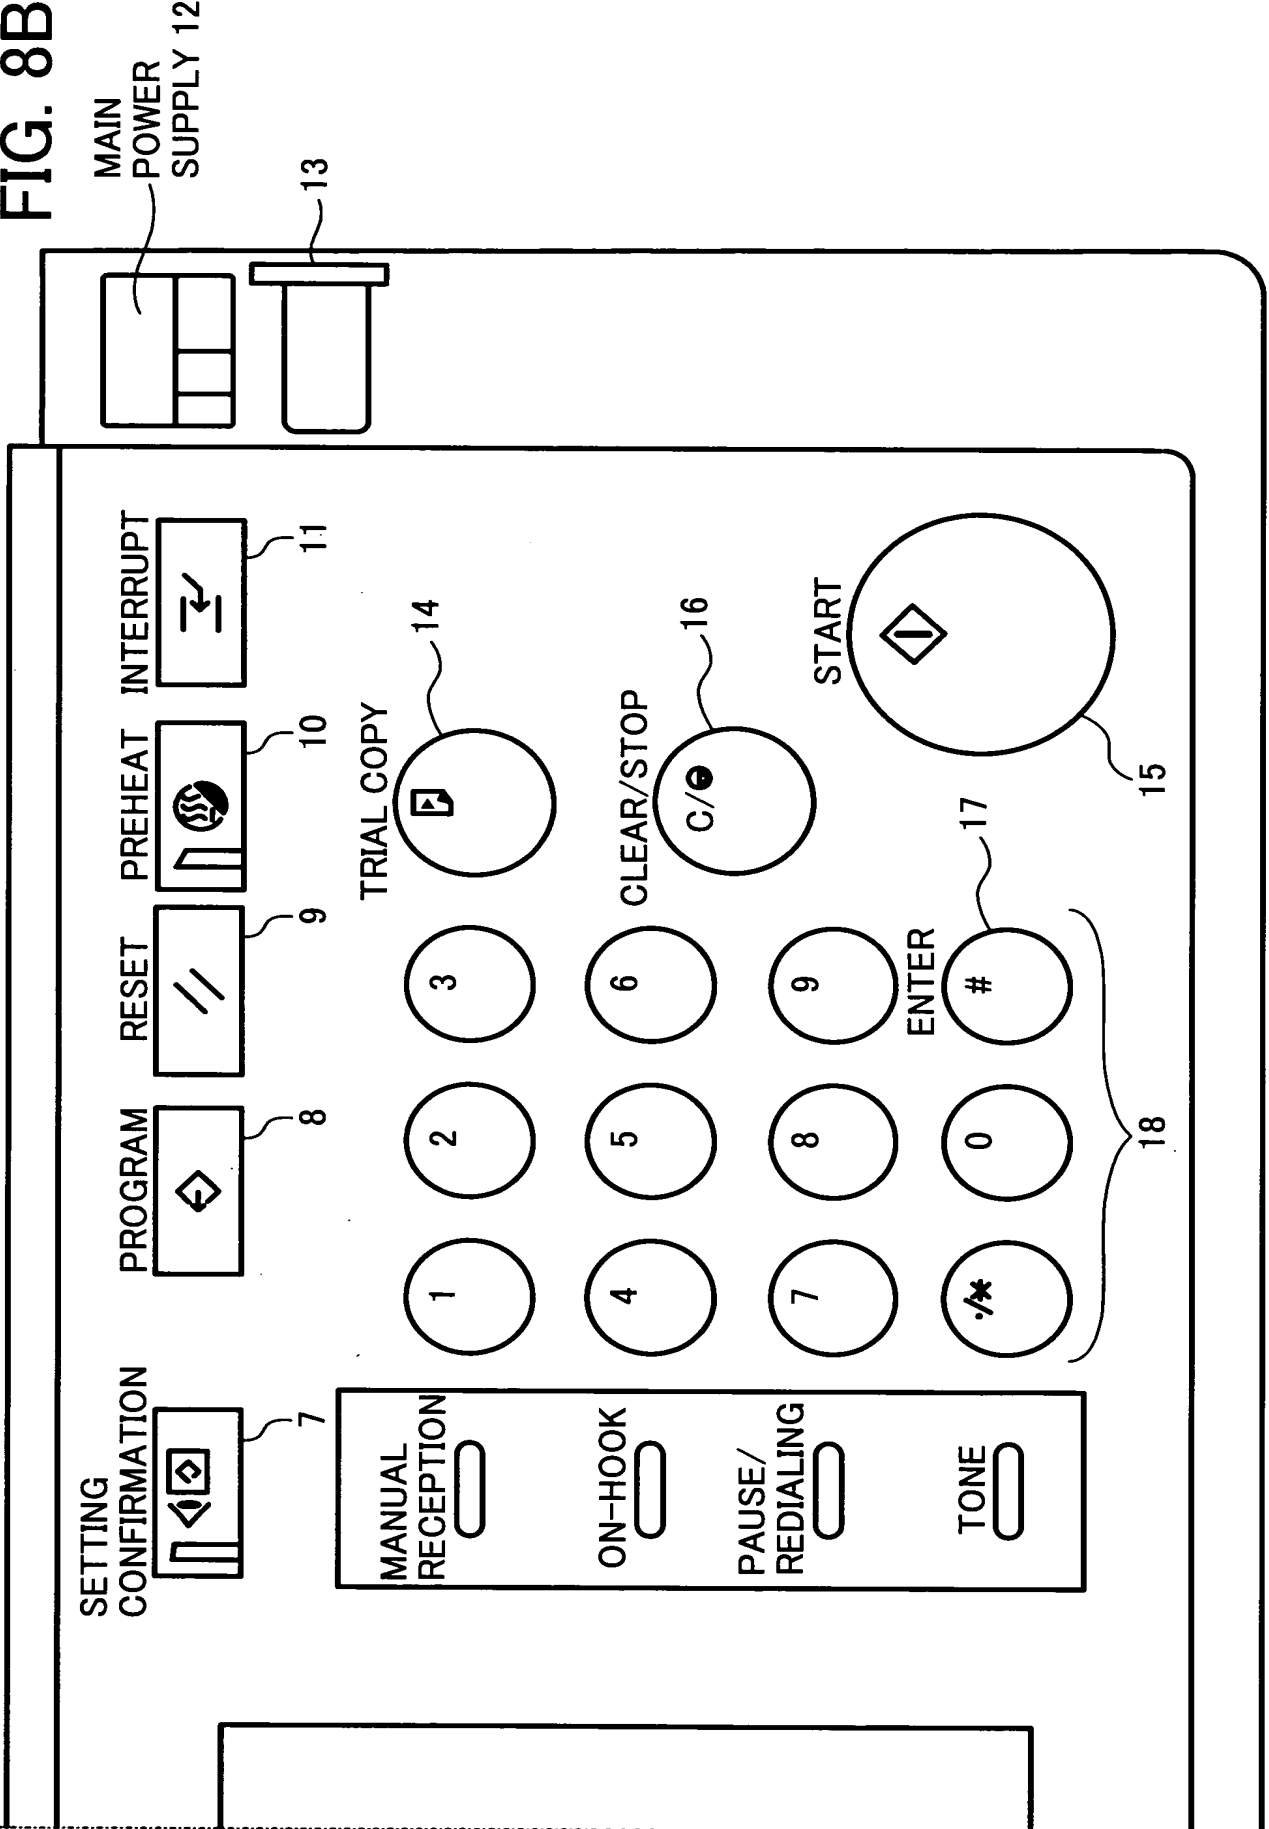 FIG. 8B
MAIN
POWER
SUPPLY 12
13
SETTING
CONFIRMATION
7
PROGRAM
8
RESET
9
PREHEAT
10
INTERRUPT
11
MANUAL
RECEPTION
ON-HOOK
PAUSE/
REDIALING
TONE
1
2
3
4
5
6
7
8
9
./*
0
#
ENTER
17
18
TRIAL COPY
14
CLEAR/STOP
C/
16
START
15